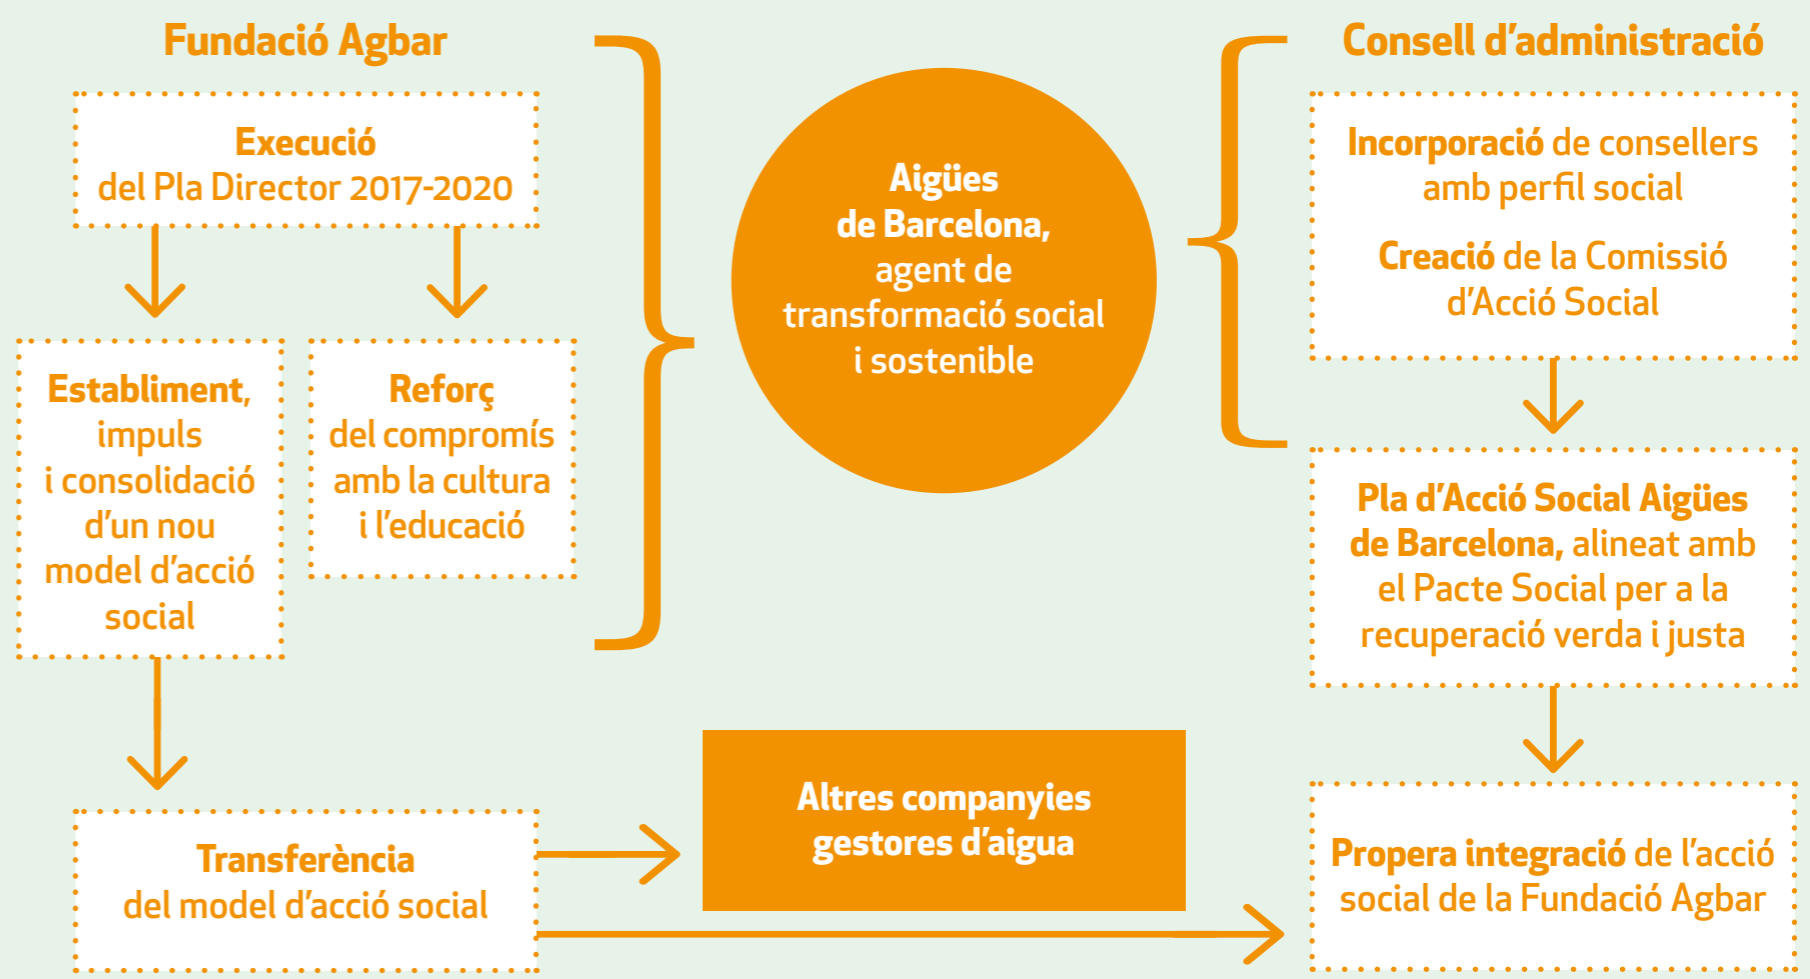 Fundació Agbar
Execució
del Pla Director 2017-2020
Establiment,
impuls
i consolidació
d'un nou
model d'acció
social
Reforç
del compromís
amb la cultura
i l'educació
Transferència
del model d'acció social
Aigües
de Barcelona,
agent de
transformació social
i sostenible
Altres companyies
gestores d'aigua
Consell d'administració
Incorporació de consellers
amb perfil social
Creació de la Comissió
d'Acció Social
Pla d'Acció Social Aigües
de Barcelona, alineat amb
el Pacte Social per a la
recuperació verda i justa
Propera integració de l'acció
social de la Fundació Agbar